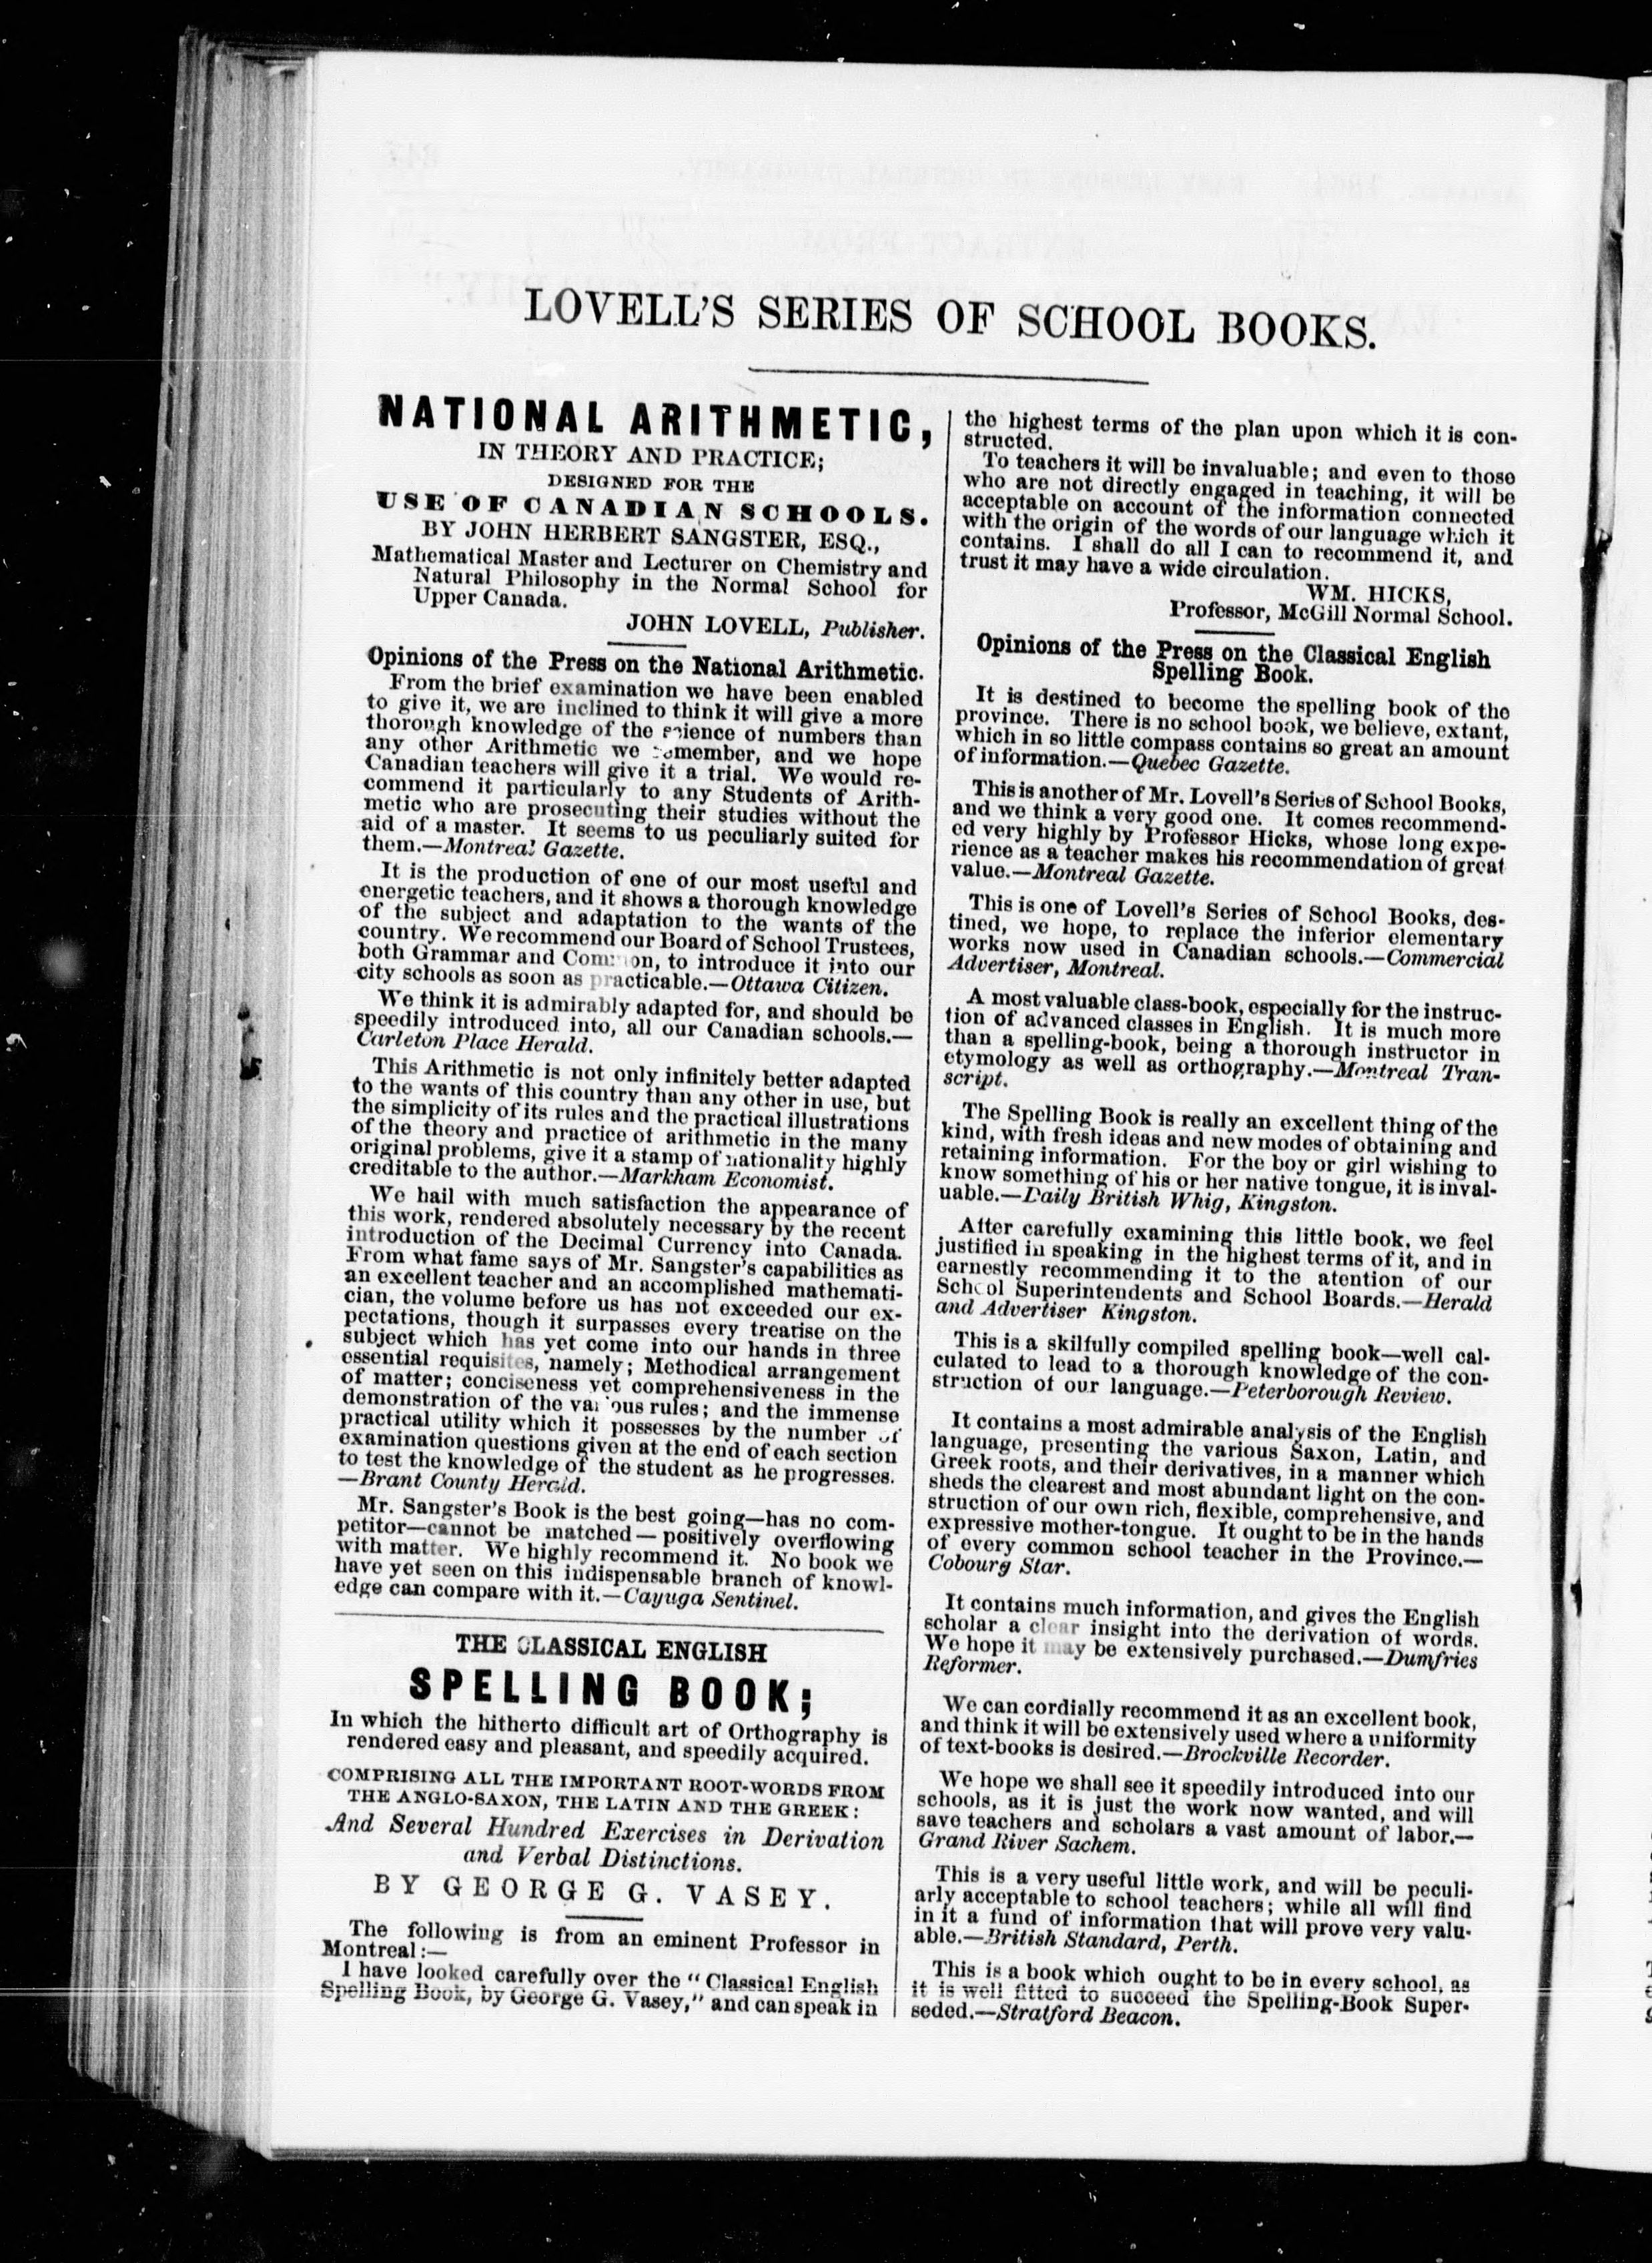 LOVELL'S SERIES OF SCHOOL BOOKS.
NATIONAL ARITHMETIC,
IN THEORY AND PRACTICE;
DESIGNED FOR THE
USE OF CANADIAN SCHOOLS.
BY JOHN HERBERT SANGSTER, ESQ.,
Mathematical Master and Lecturer on Chemistry and
Natural Philosophy in the Normal School for
Upper Canada.
JOHN LOVELL, Publisher.
Opinions of the Press on the National Arithmetic.
From the brief examination we have been enabled
to give it, we are inclined to think it will give a more
thorough knowledge of the science of numbers than
any other Arithmetic we remember, and we hope
Canadian teachers will give it a trial. We would re-
commend it particularly to any Students of Arith-
metic who are prosecuting their studies without the
aid of a master. It seems to us peculiarly suited for
them.—Montreal Gazette.
It is the production of one of our most useful and
energetic teachers, and it shows a thorough knowledge
of the subject and adaptation to the wants of the
country. We recommend our Board of School Trustees,
both Grammar and Common, to introduce it into our
city schools as soon as practicable.—Ottawa Citizen.
We think it is admirably adapted for, and should be
speedily introduced into, all our Canadian schools.—
Carleton Place Herald.
This Arithmetic is not only infinitely better adapted
to the wants of this country than any other in use, but
the simplicity of its rules and the practical illustrations
of the theory and practice of arithmetic in the many
original problems, give it a stamp of nationality highly
creditable to the author.—Markham Economist.
We hail with much satisfaction the appearance of
this work, rendered absolutely necessary by the recent
introduction of the Decimal Currency into Canada.
From what fame says of Mr. Sangster's capabilities as
an excellent teacher and an accomplished mathemati-
cian, the volume before us has not exceeded our ex-
pectations, though it surpasses every treatise on the
subject which has yet come into our hands in three
essential requisites, namely; Methodical arrangement
of matter; conciseness yet comprehensiveness in the
demonstration of the various rules; and the immense
practical utility which it possesses by the number of
examination questions given at the end of each section
to test the knowledge of the student as he progresses.
—Brant County Herald.
Mr. Sangster's Book is the best going—has no com-
petitor—cannot be matched—positively overflowing
with matter. We highly recommend it. No book we
have yet seen on this indispensable branch of knowl-
edge can compare with it.—Cayuga Sentinel.
THE CLASSICAL ENGLISH
SPELLING BOOK;
In which the hitherto difficult art of Orthography is
rendered easy and pleasant, and speedily acquired.
COMPRISING ALL THE IMPORTANT ROOT-WORDS FROM
THE ANGLO-SAXON, THE LATIN AND THE GREEK:
And Several Hundred Exercises in Derivation
and Verbal Distinctions.
BY GEORGE G. VASEY.
The following is from an eminent Professor in
Montreal:—
I have looked carefully over the "Classical English
Spelling Book, by George G. Vasey," and can speak in
the highest terms of the plan upon which it is con-
structed.
To teachers it will be invaluable; and even to those
who are not directly engaged in teaching, it will be
acceptable on account of the information connected
with the origin of the words of our language which it
contains. I shall do all I can to recommend it, and
trust it may have a wide circulation.
WM. HICKS,
Professor, McGill Normal School.
Opinions of the Press on the Classical English
Spelling Book.
It is destined to become the spelling book of the
province. There is no school book, we believe, extant,
which in so little compass contains so great an amount
of information.—Quebec Gazette.
This is another of Mr. Lovell's Series of School Books,
and we think a very good one. It comes recommend-
ed very highly by Professor Hicks, whose long expe-
rience as a teacher makes his recommendation of great
value.—Montreal Gazette.
This is one of Lovell's Series of School Books, des-
tined, we hope, to replace the inferior elementary
works now used in Canadian schools.—Commercial
Advertiser, Montreal.
A most valuable class-book, especially for the instruc-
tion of advanced classes in English. It is much more
than a spelling-book, being a thorough instructor in
etymology as well as orthography.—Montreal Tran-
script.
The Spelling Book is really an excellent thing of the
kind, with fresh ideas and new modes of obtaining and
retaining information. For the boy or girl wishing to
know something of his or her native tongue, it is inval-
uable.—Daily British Whig, Kingston.
After carefully examining this little book, we feel
justified in speaking in the highest terms of it, and in
earnestly recommending it to the atention of our
School Superintendents and School Boards.—Herald
and Advertiser Kingston.
This is a skilfully compiled spelling book—well cal-
culated to lead to a thorough knowledge of the con-
struction of our language.—Peterborough Review.
It contains a most admirable analysis of the English
language, presenting the various Saxon, Latin, and
Greek roots, and their derivatives, in a manner which
sheds the clearest and most abundant light on the con-
struction of our own rich, flexible, comprehensive, and
expressive mother-tongue. It ought to be in the hands
of every common school teacher in the Province.—
Cobourg Star.
It contains much information, and gives the English
scholar a clear insight into the derivation of words.
We hope it may be extensively purchased.—Dumfries
Reformer.
We can cordially recommend it as an excellent book,
and think it will be extensively used where a uniformity
of text-books is desired.—Brockville Recorder.
We hope we shall see it speedily introduced into our
schools, as it is just the work now wanted, and will
save teachers and scholars a vast amount of labor.—
Grand River Sachem.
This is a very useful little work, and will be peculi-
arly acceptable to school teachers; while all will find
in it a fund of information that will prove very valu-
able.—British Standard, Perth.
This is a book which ought to be in every school, as
it is well fitted to succeed the Spelling-Book Super-
seded.—Stratford Beacon.